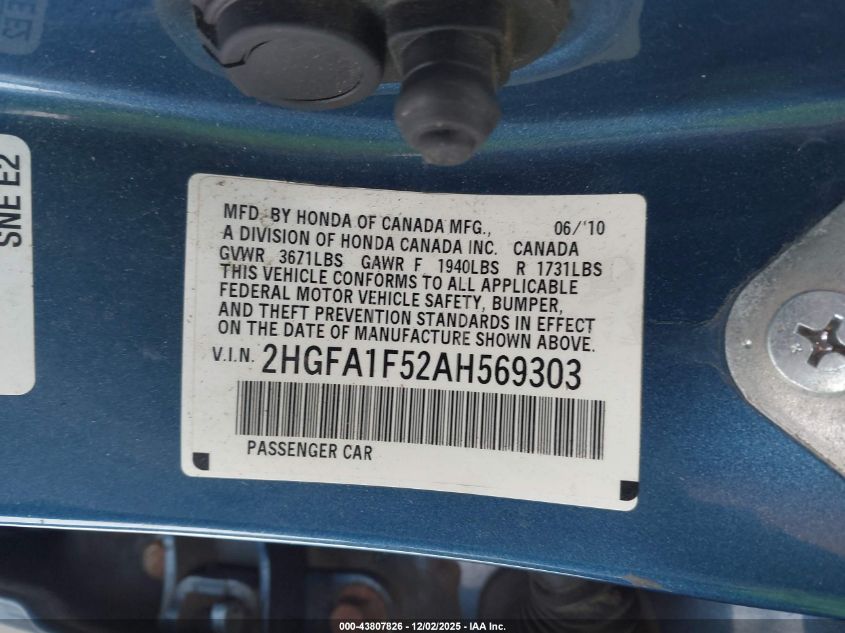 SNE E2
MFD. BY HONDA OF CANADA MFG., 06/'10
A DIVISION OF HONDA CANADA INC. CANADA
GVWR 3671LBS GAWR F 1940LBS R 1731LBS
THIS VEHICLE CONFORMS TO ALL APPLICABLE
FEDERAL MOTOR VEHICLE SAFETY, BUMPER,
AND THEFT PREVENTION STANDARDS IN EFFECT
ON THE DATE OF MANUFACTURE SHOWN ABOVE.
V.I.N. 2HGFA1F52AH569303
PASSENGER CAR
000-43807826 - 12/02/2025 - IAA Inc.